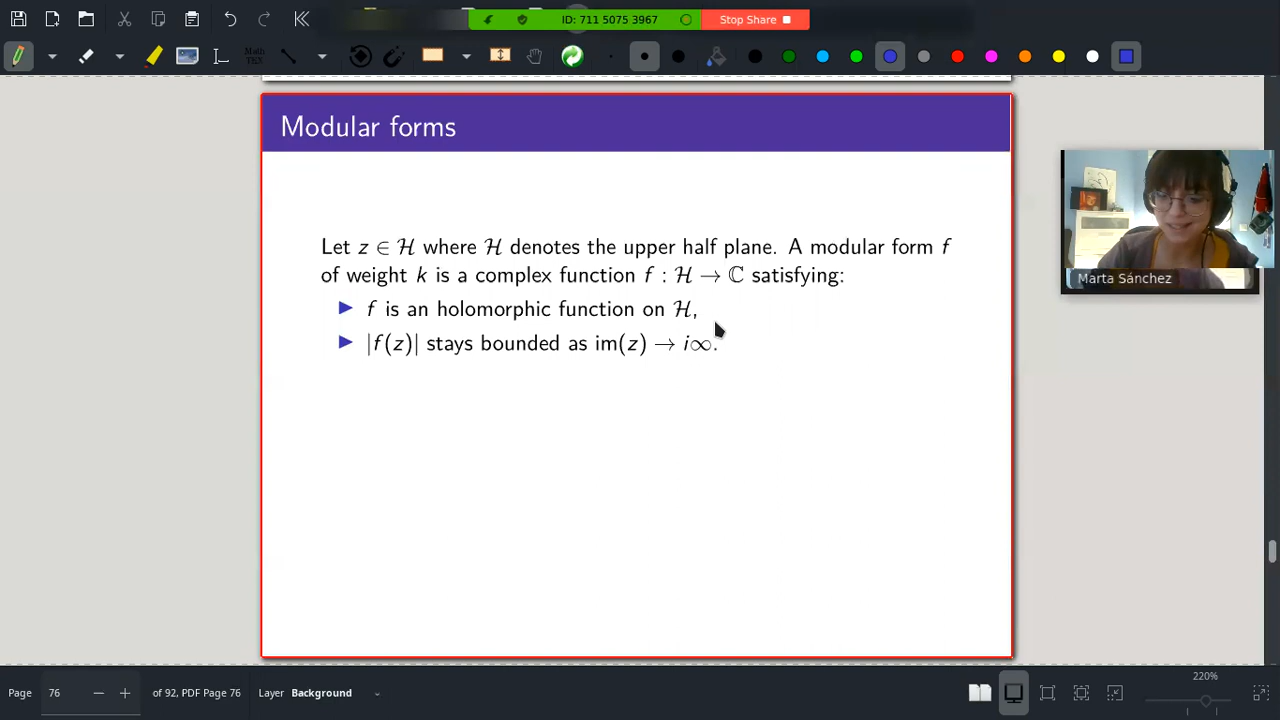 ID: 711 5075 3967
Stop Share
Math
TEX
Modular forms
Let z ∈ ℋ where ℋ denotes the upper half plane. A modular form f
of weight k is a complex function f : ℋ → ℂ satisfying:
▶ f is an holomorphic function on ℋ,
▶ |f(z)| stays bounded as im(z) → i∞.
Marta Sánchez
Page 76 of 92, PDF Page 76 Layer Background
220%